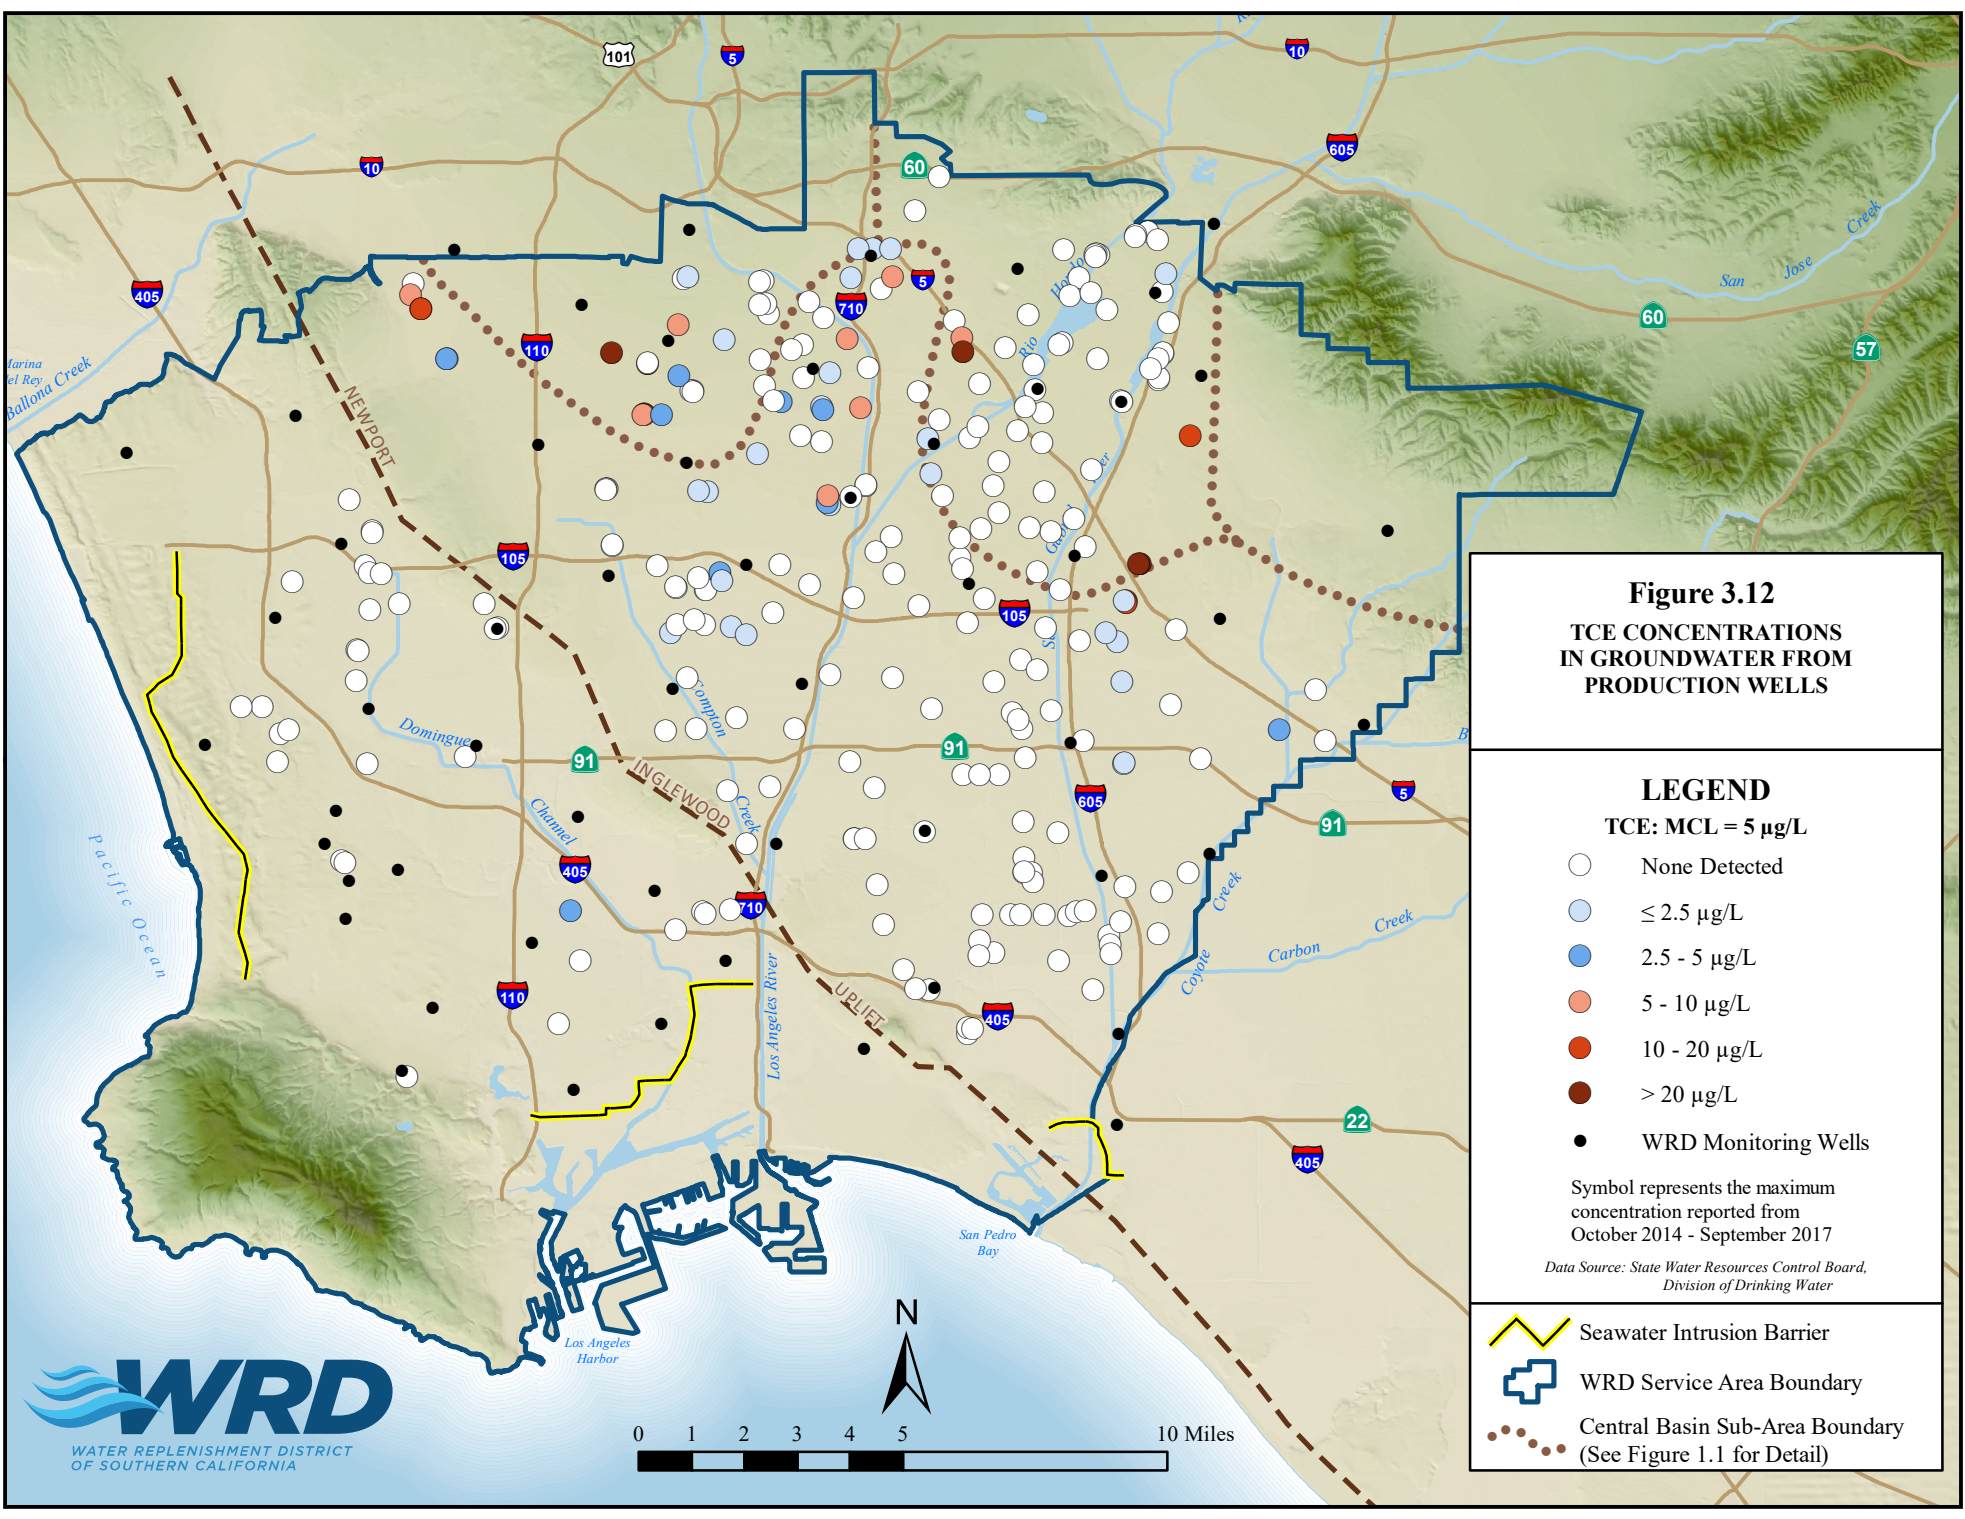 101
5
10
K
605
60
10
Creek
Jose
San
405
Hondo
5
710
60
Marina
del Rey
Ballona Creek
110
Rio
57
NEWPORT
Gabriel
River
105
105
San
Compton
Dominguez
91
91
B
INGLEWOOD
605
5
Channel
Creek
91
Pacific Ocean
405
710
Creek
Creek
Carbon
Coyote
110
UPLIFT
Los Angeles River
405
22
405
San Pedro
Bay
Los Angeles
Harbor
N
0 1 2 3 4 5 10 Miles
WRD
WATER REPLENISHMENT DISTRICT
OF SOUTHERN CALIFORNIA
Figure 3.12
TCE CONCENTRATIONS
IN GROUNDWATER FROM
PRODUCTION WELLS
LEGEND
TCE: MCL = 5 µg/L
None Detected
≤ 2.5 µg/L
2.5 - 5 µg/L
5 - 10 µg/L
10 - 20 µg/L
> 20 µg/L
WRD Monitoring Wells
Symbol represents the maximum
concentration reported from
October 2014 - September 2017
Data Source: State Water Resources Control Board,
Division of Drinking Water
Seawater Intrusion Barrier
WRD Service Area Boundary
Central Basin Sub-Area Boundary
(See Figure 1.1 for Detail)